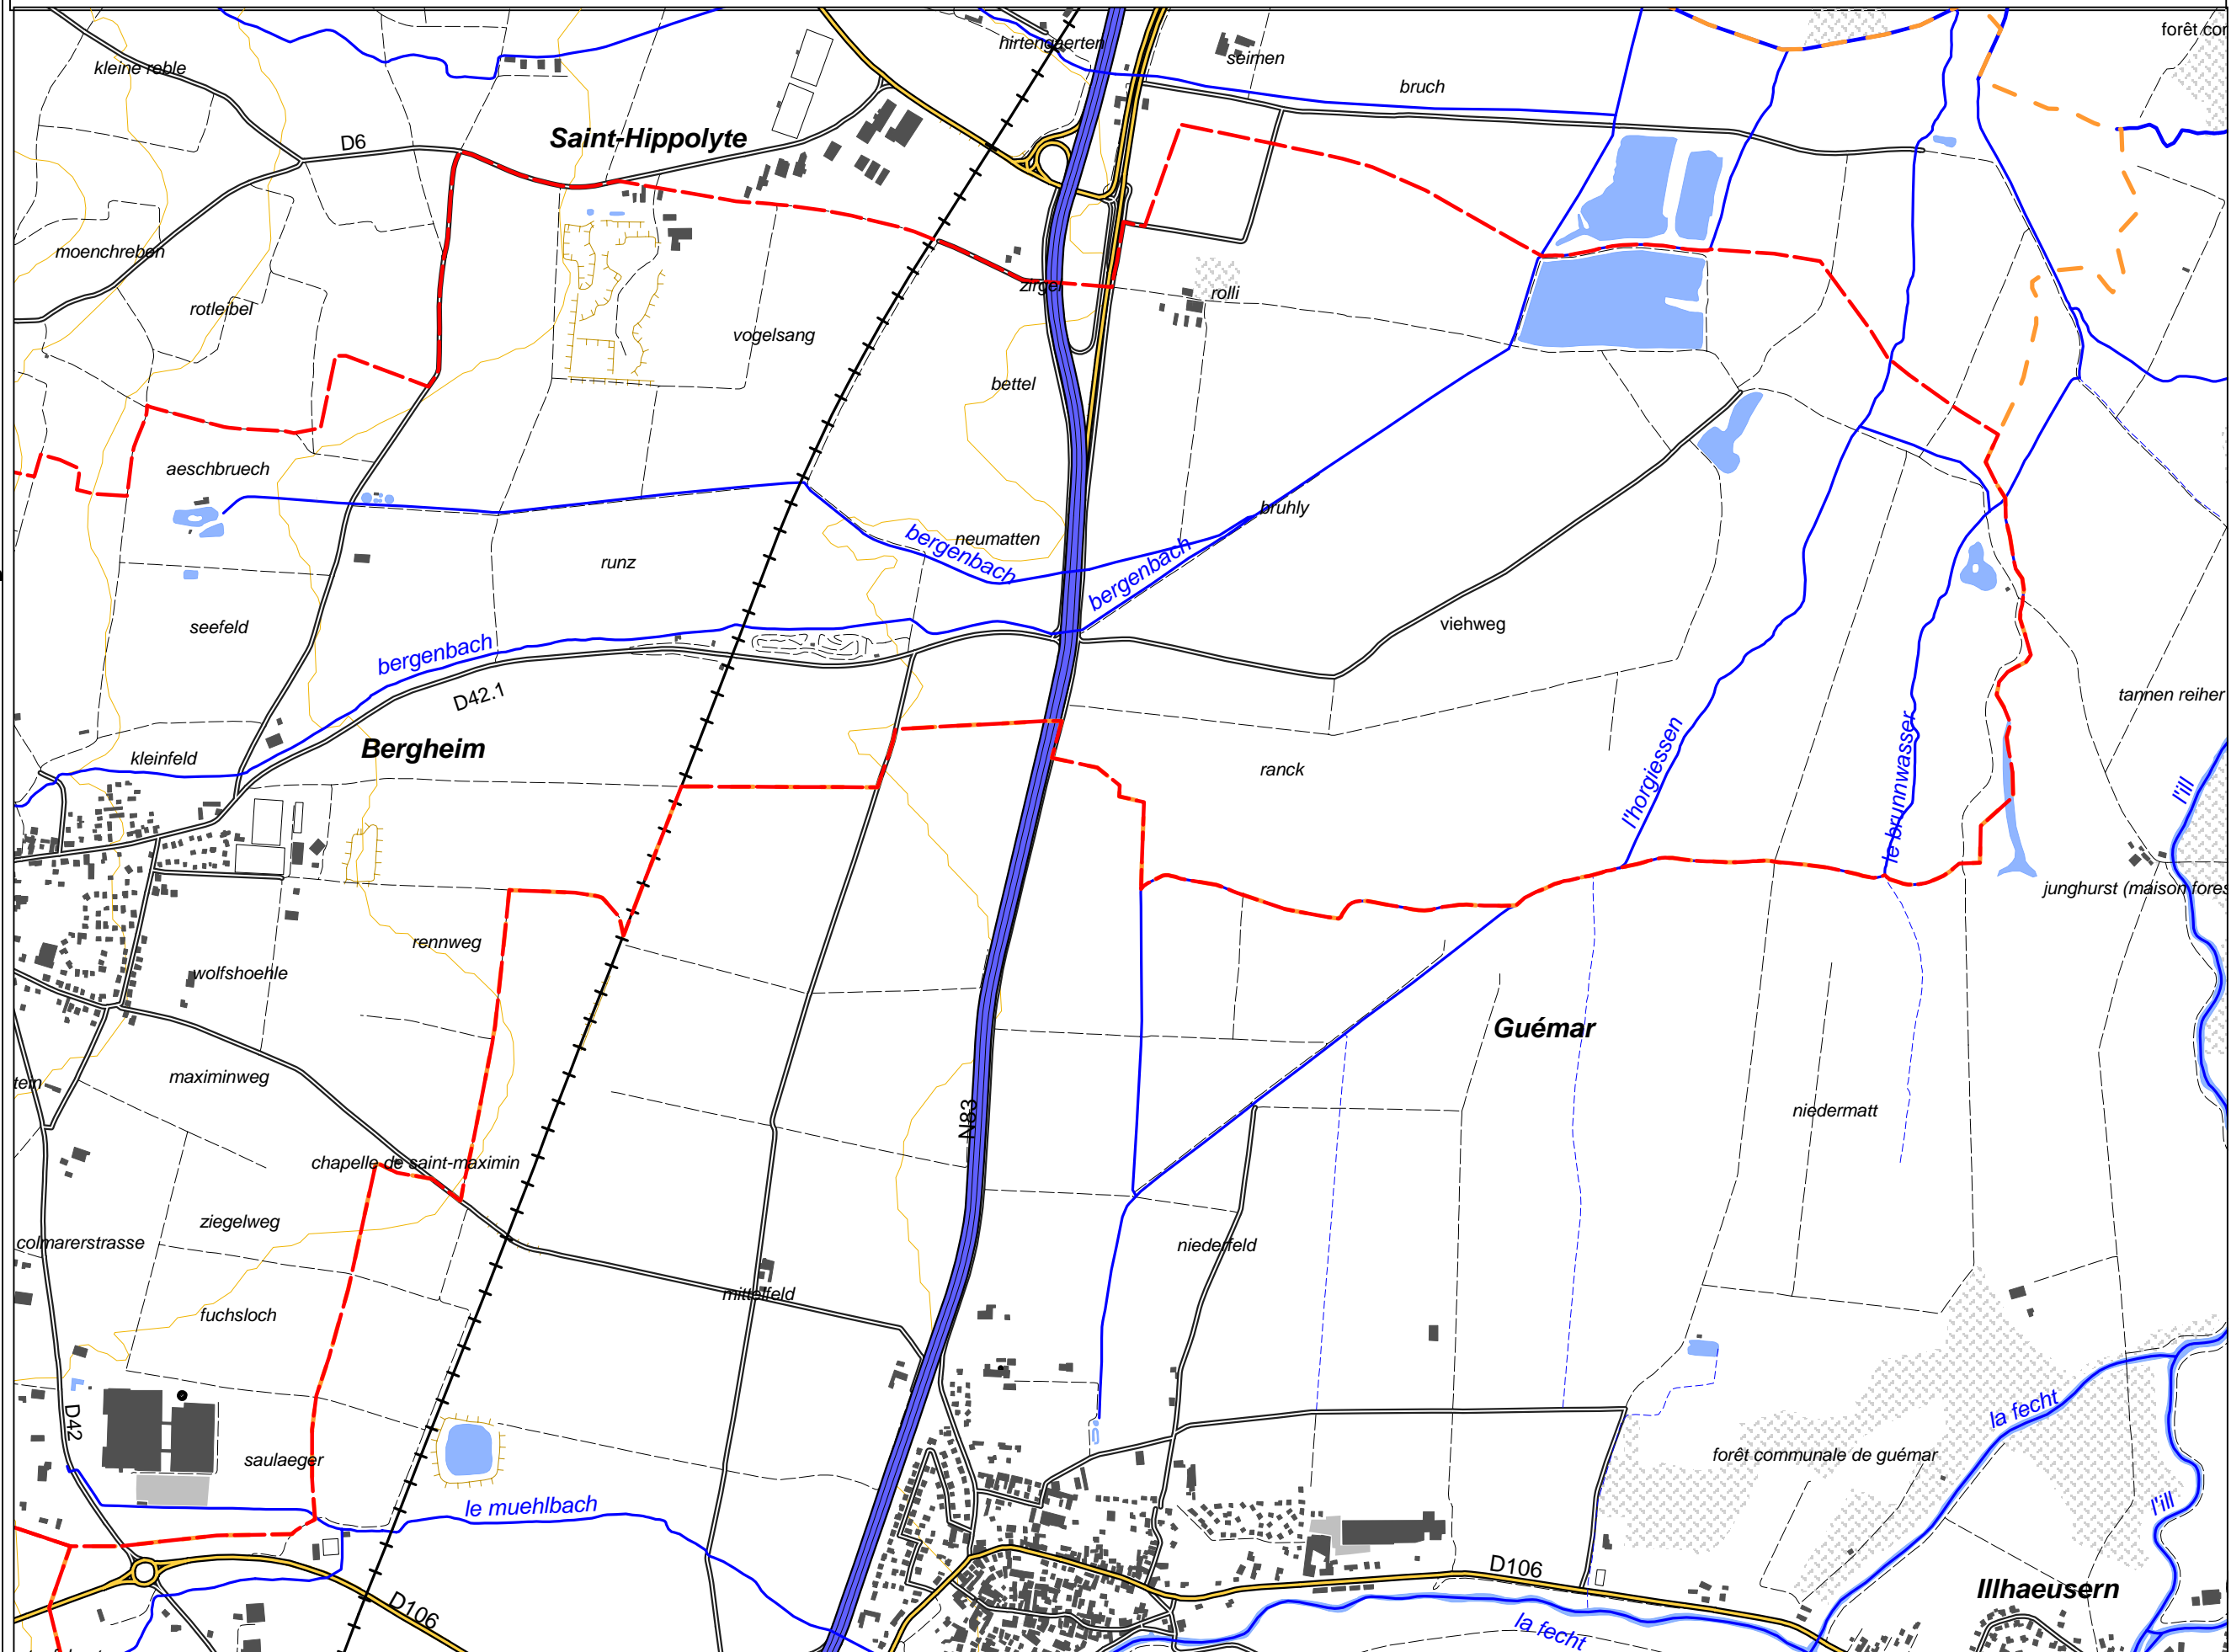 hirtengaerten
forêt cor
kleine reble
seimen
bruch
Saint-Hippolyte
D6
moenchreben
rotleibel
zirgel
rolli
vogelsang
bettel
aeschbruech
bruhly
neumatten
bergenbach
runz
bergenbach
seefeld
viehweg
bergenbach
D42.1
tannen reiher
Bergheim
kleinfeld
ranck
l'horgiessen
le brunnwasser
l'ill
junghurst (maison fores
rennweg
wolfshoehle
Guémar
maximinweg
tem
N83
niedermatt
chapelle de saint-maximin
ziegelweg
colmarerstrasse
niederfeld
mittelfeld
fuchsloch
D42
la fecht
saulaeger
forêt communale de guémar
le muehlbach
l'ill
D106
Illhaeusern
D106
la fecht